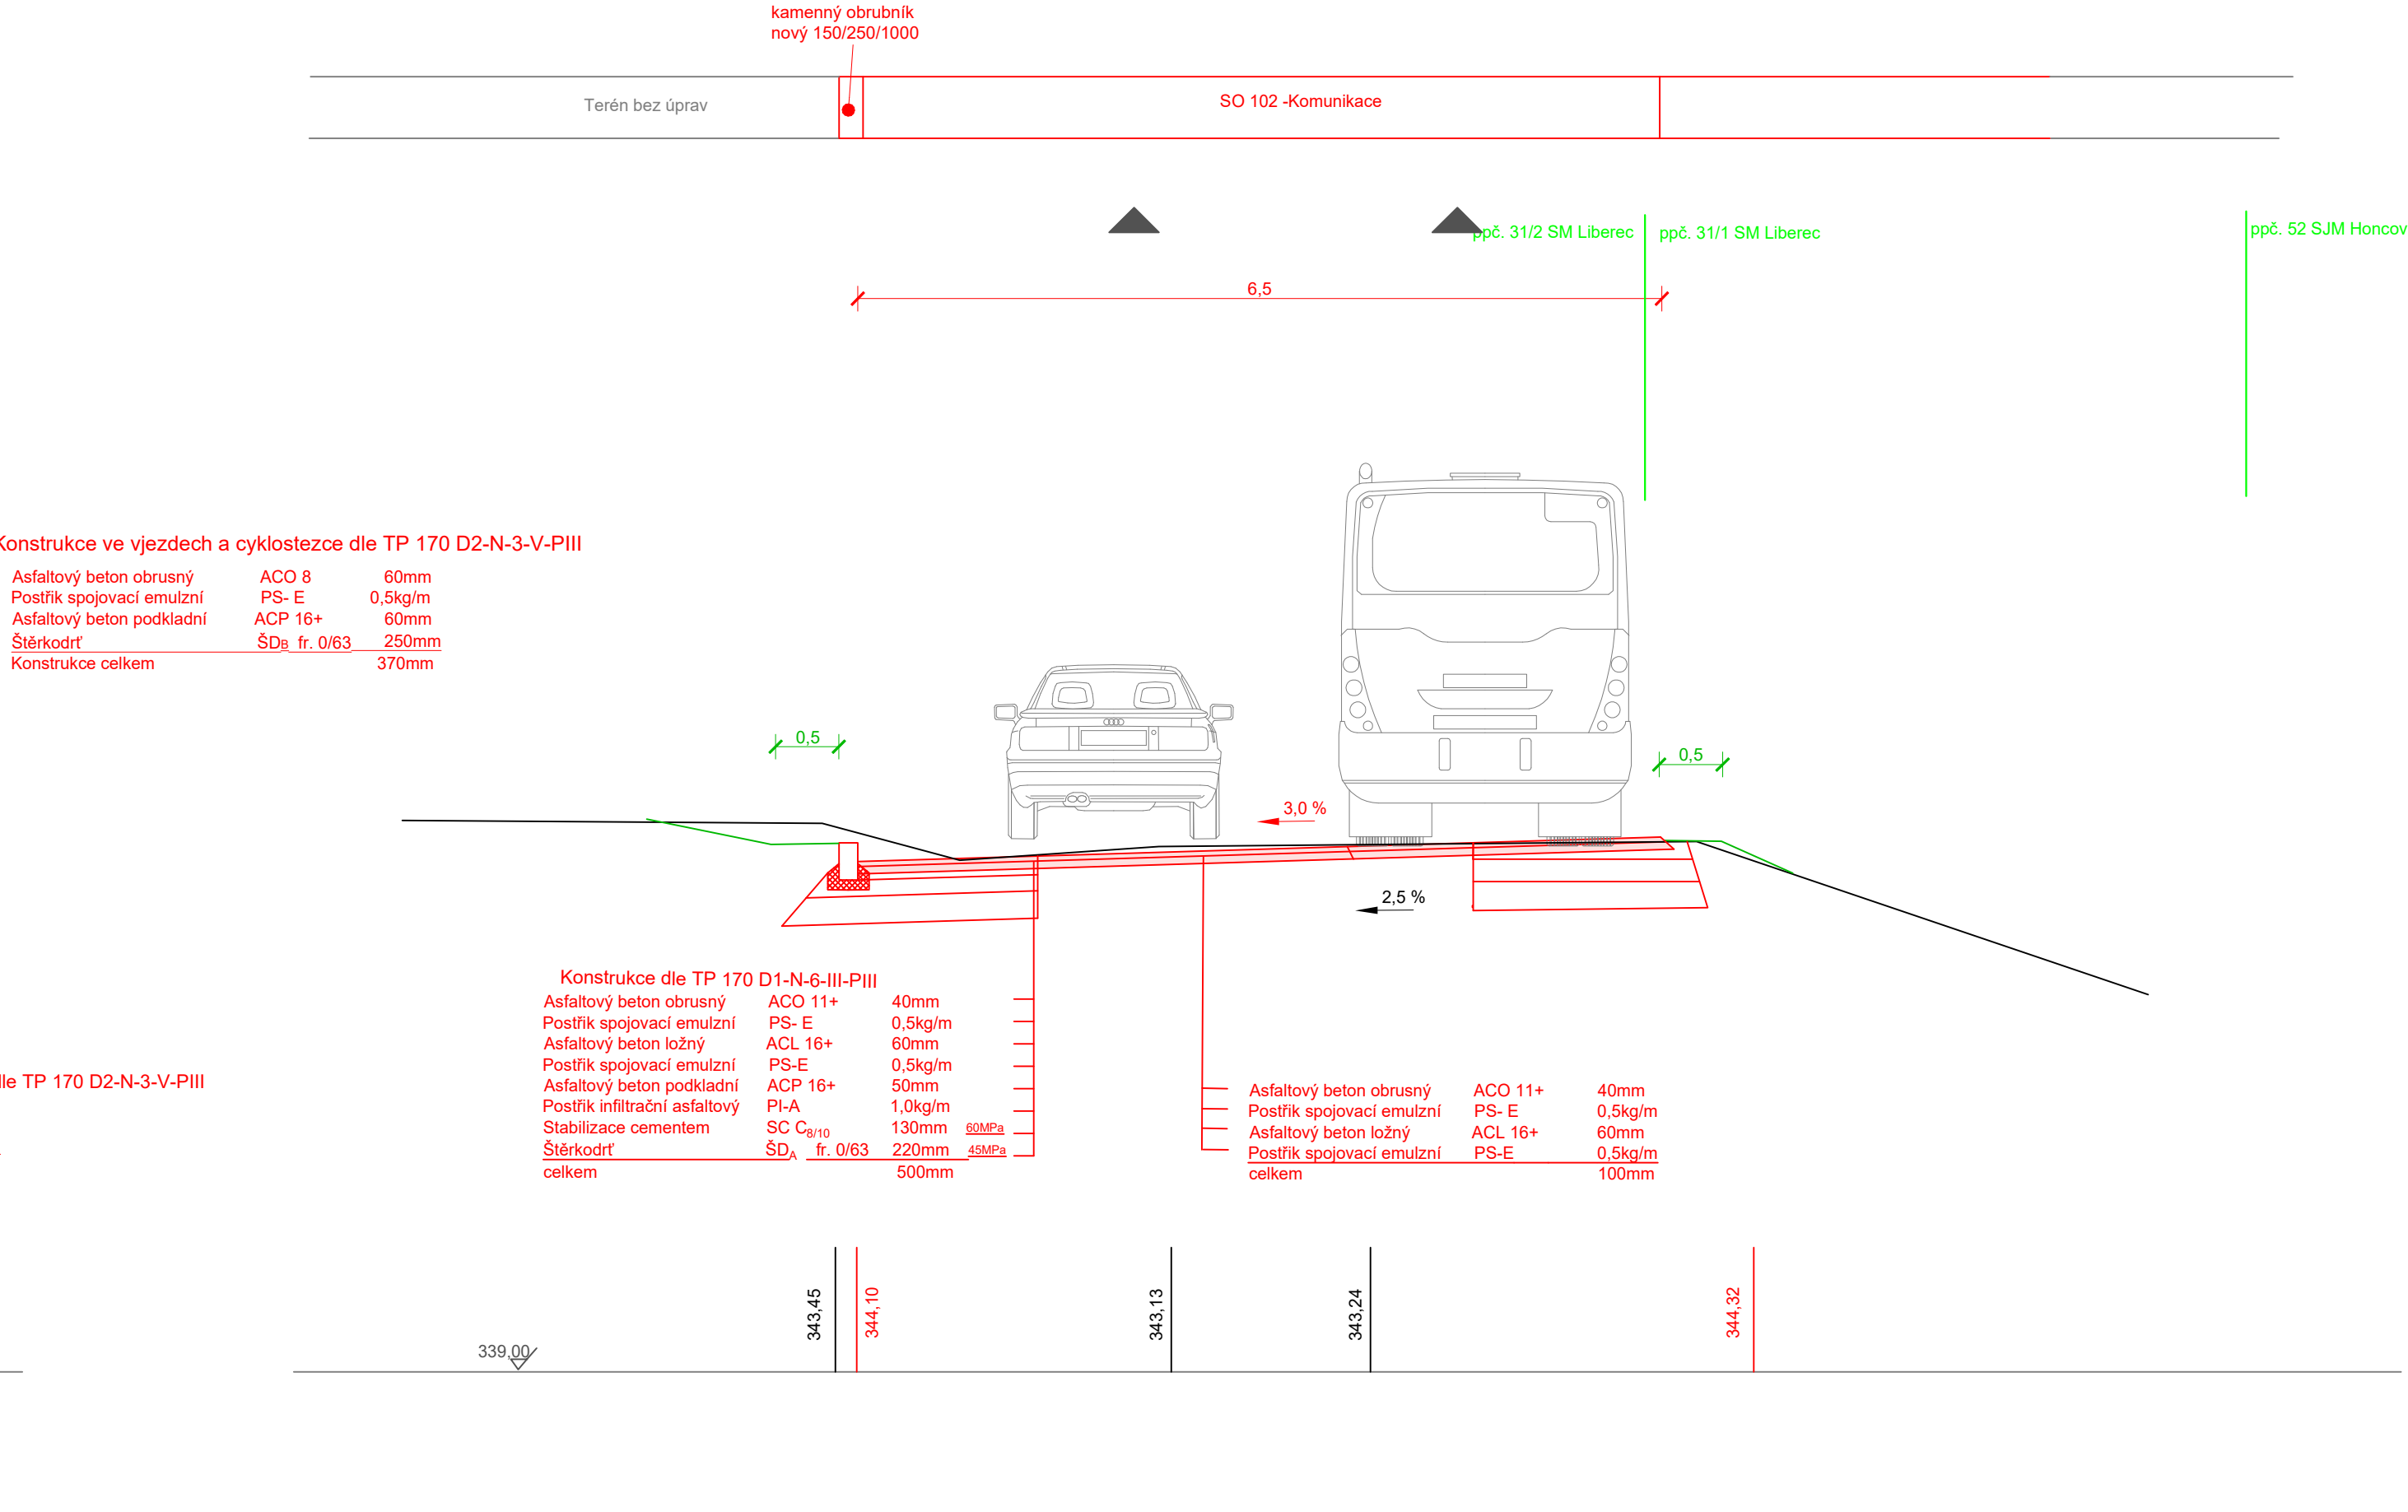 kamenný obrubník
nový 150/250/1000
Terén bez úprav
SO 102 -Komunikace
ppč. 31/2 SM Liberec
ppč. 31/1 SM Liberec
ppč. 52 SJM Honcov
6,5
Konstrukce ve vjezdech a cyklostezce dle TP 170 D2-N-3-V-PIII
Asfaltový beton obrusný ACO 8 60mm
Postřik spojovací emulzní PS- E 0,5kg/m
Asfaltový beton podkladní ACP 16+ 60mm
Štěrkodrť ŠDB fr. 0/63 250mm
Konstrukce celkem 370mm
0,5
0,5
3,0 %
2,5 %
Konstrukce dle TP 170 D1-N-6-III-PIII
Asfaltový beton obrusný ACO 11+ 40mm
Postřik spojovací emulzní PS- E 0,5kg/m
Asfaltový beton ložný ACL 16+ 60mm
Postřik spojovací emulzní PS-E 0,5kg/m
Asfaltový beton podkladní ACP 16+ 50mm
Postřik infiltrační asfaltový PI-A 1,0kg/m
Stabilizace cementem SC C8/10 130mm 60MPa
Štěrkodrť ŠDA fr. 0/63 220mm 45MPa
celkem 500mm
dle TP 170 D2-N-3-V-PIII
Asfaltový beton obrusný ACO 11+ 40mm
Postřik spojovací emulzní PS- E 0,5kg/m
Asfaltový beton ložný ACL 16+ 60mm
Postřik spojovací emulzní PS-E 0,5kg/m
celkem 100mm
343,45
344,10
343,13
343,24
344,32
339,00